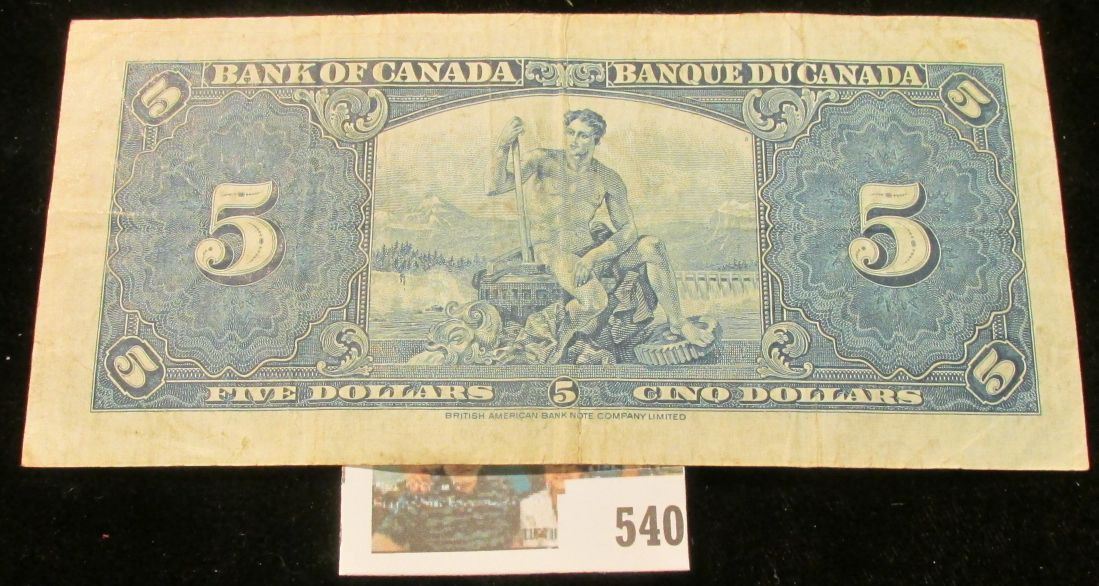 BANK OF CANADA BANQUE DU CANADA
5 5
5 5
5 5
FIVE DOLLARS 5 CINQ DOLLARS
BRITISH AMERICAN BANK NOTE COMPANY LIMITED
540